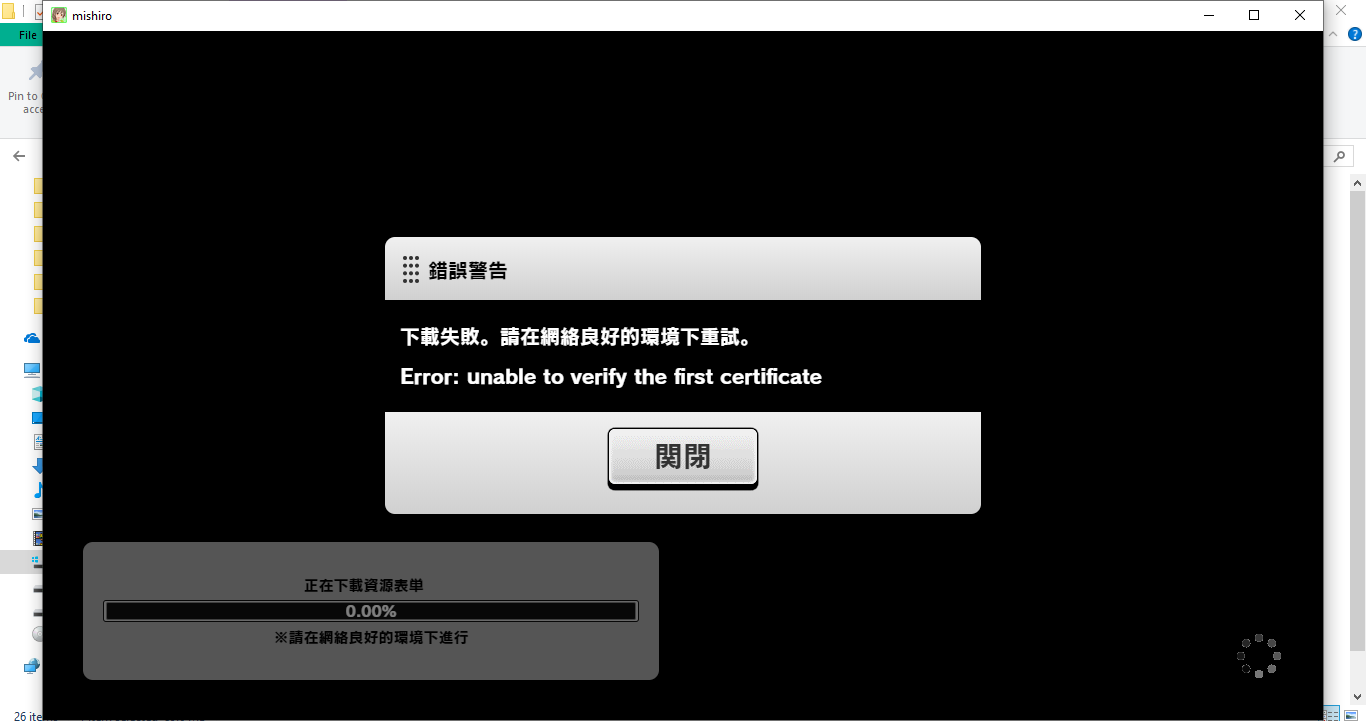 mishiro
File
Pin to
acce
錯誤警告
下載失敗。請在網絡良好的環境下重試。
Error: unable to verify the first certificate
関閉
正在下載資源表单
0.00%
※請在網絡良好的環境下進行
26 ite